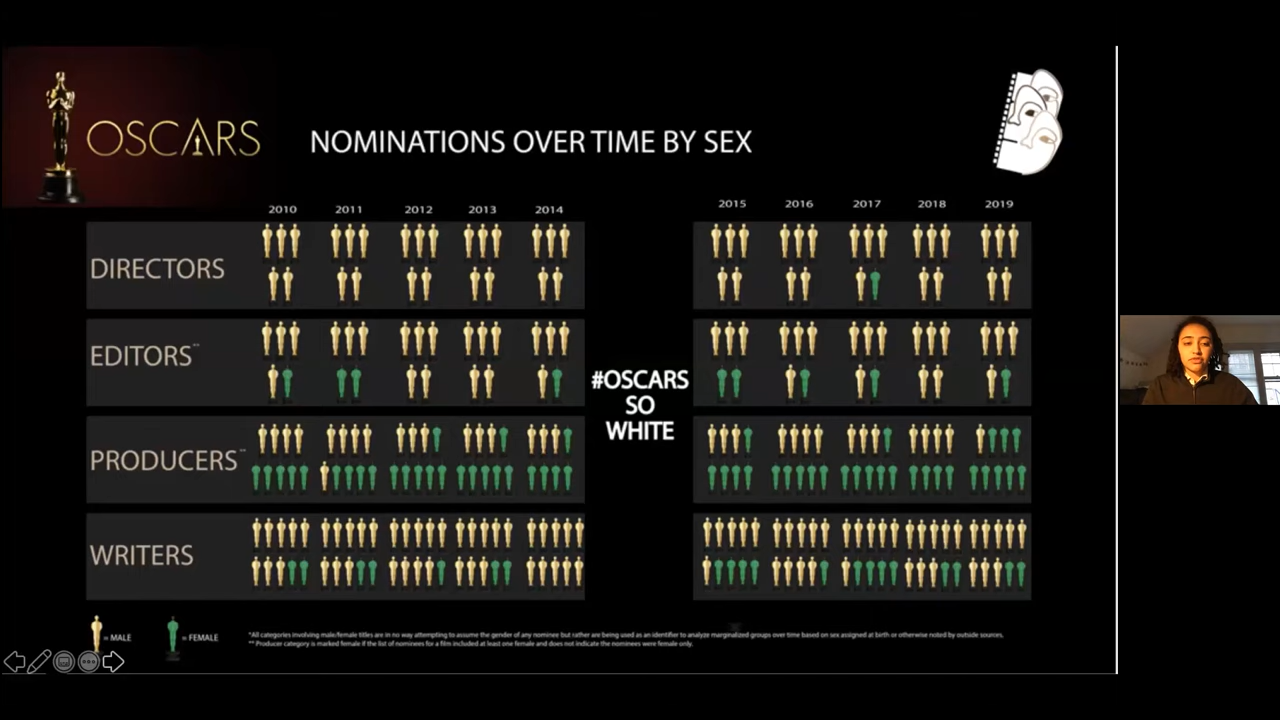 OSCARS
NOMINATIONS OVER TIME BY SEX
2010 2011 2012 2013 2014 2015 2016 2017 2018 2019
DIRECTORS
EDITORS**
#OSCARS
SO
WHITE
PRODUCERS**
WRITERS
= MALE
= FEMALE
*All categories involving male/female titles are in no way attempting to assume the gender of any nominee but rather are being used as an identifier to analyze marginalized groups over time based on sex assigned at birth or otherwise noted by outside sources.
** Producer category is marked female if the list of nominees for a film included at least one female and does not indicate the nominees were female only.